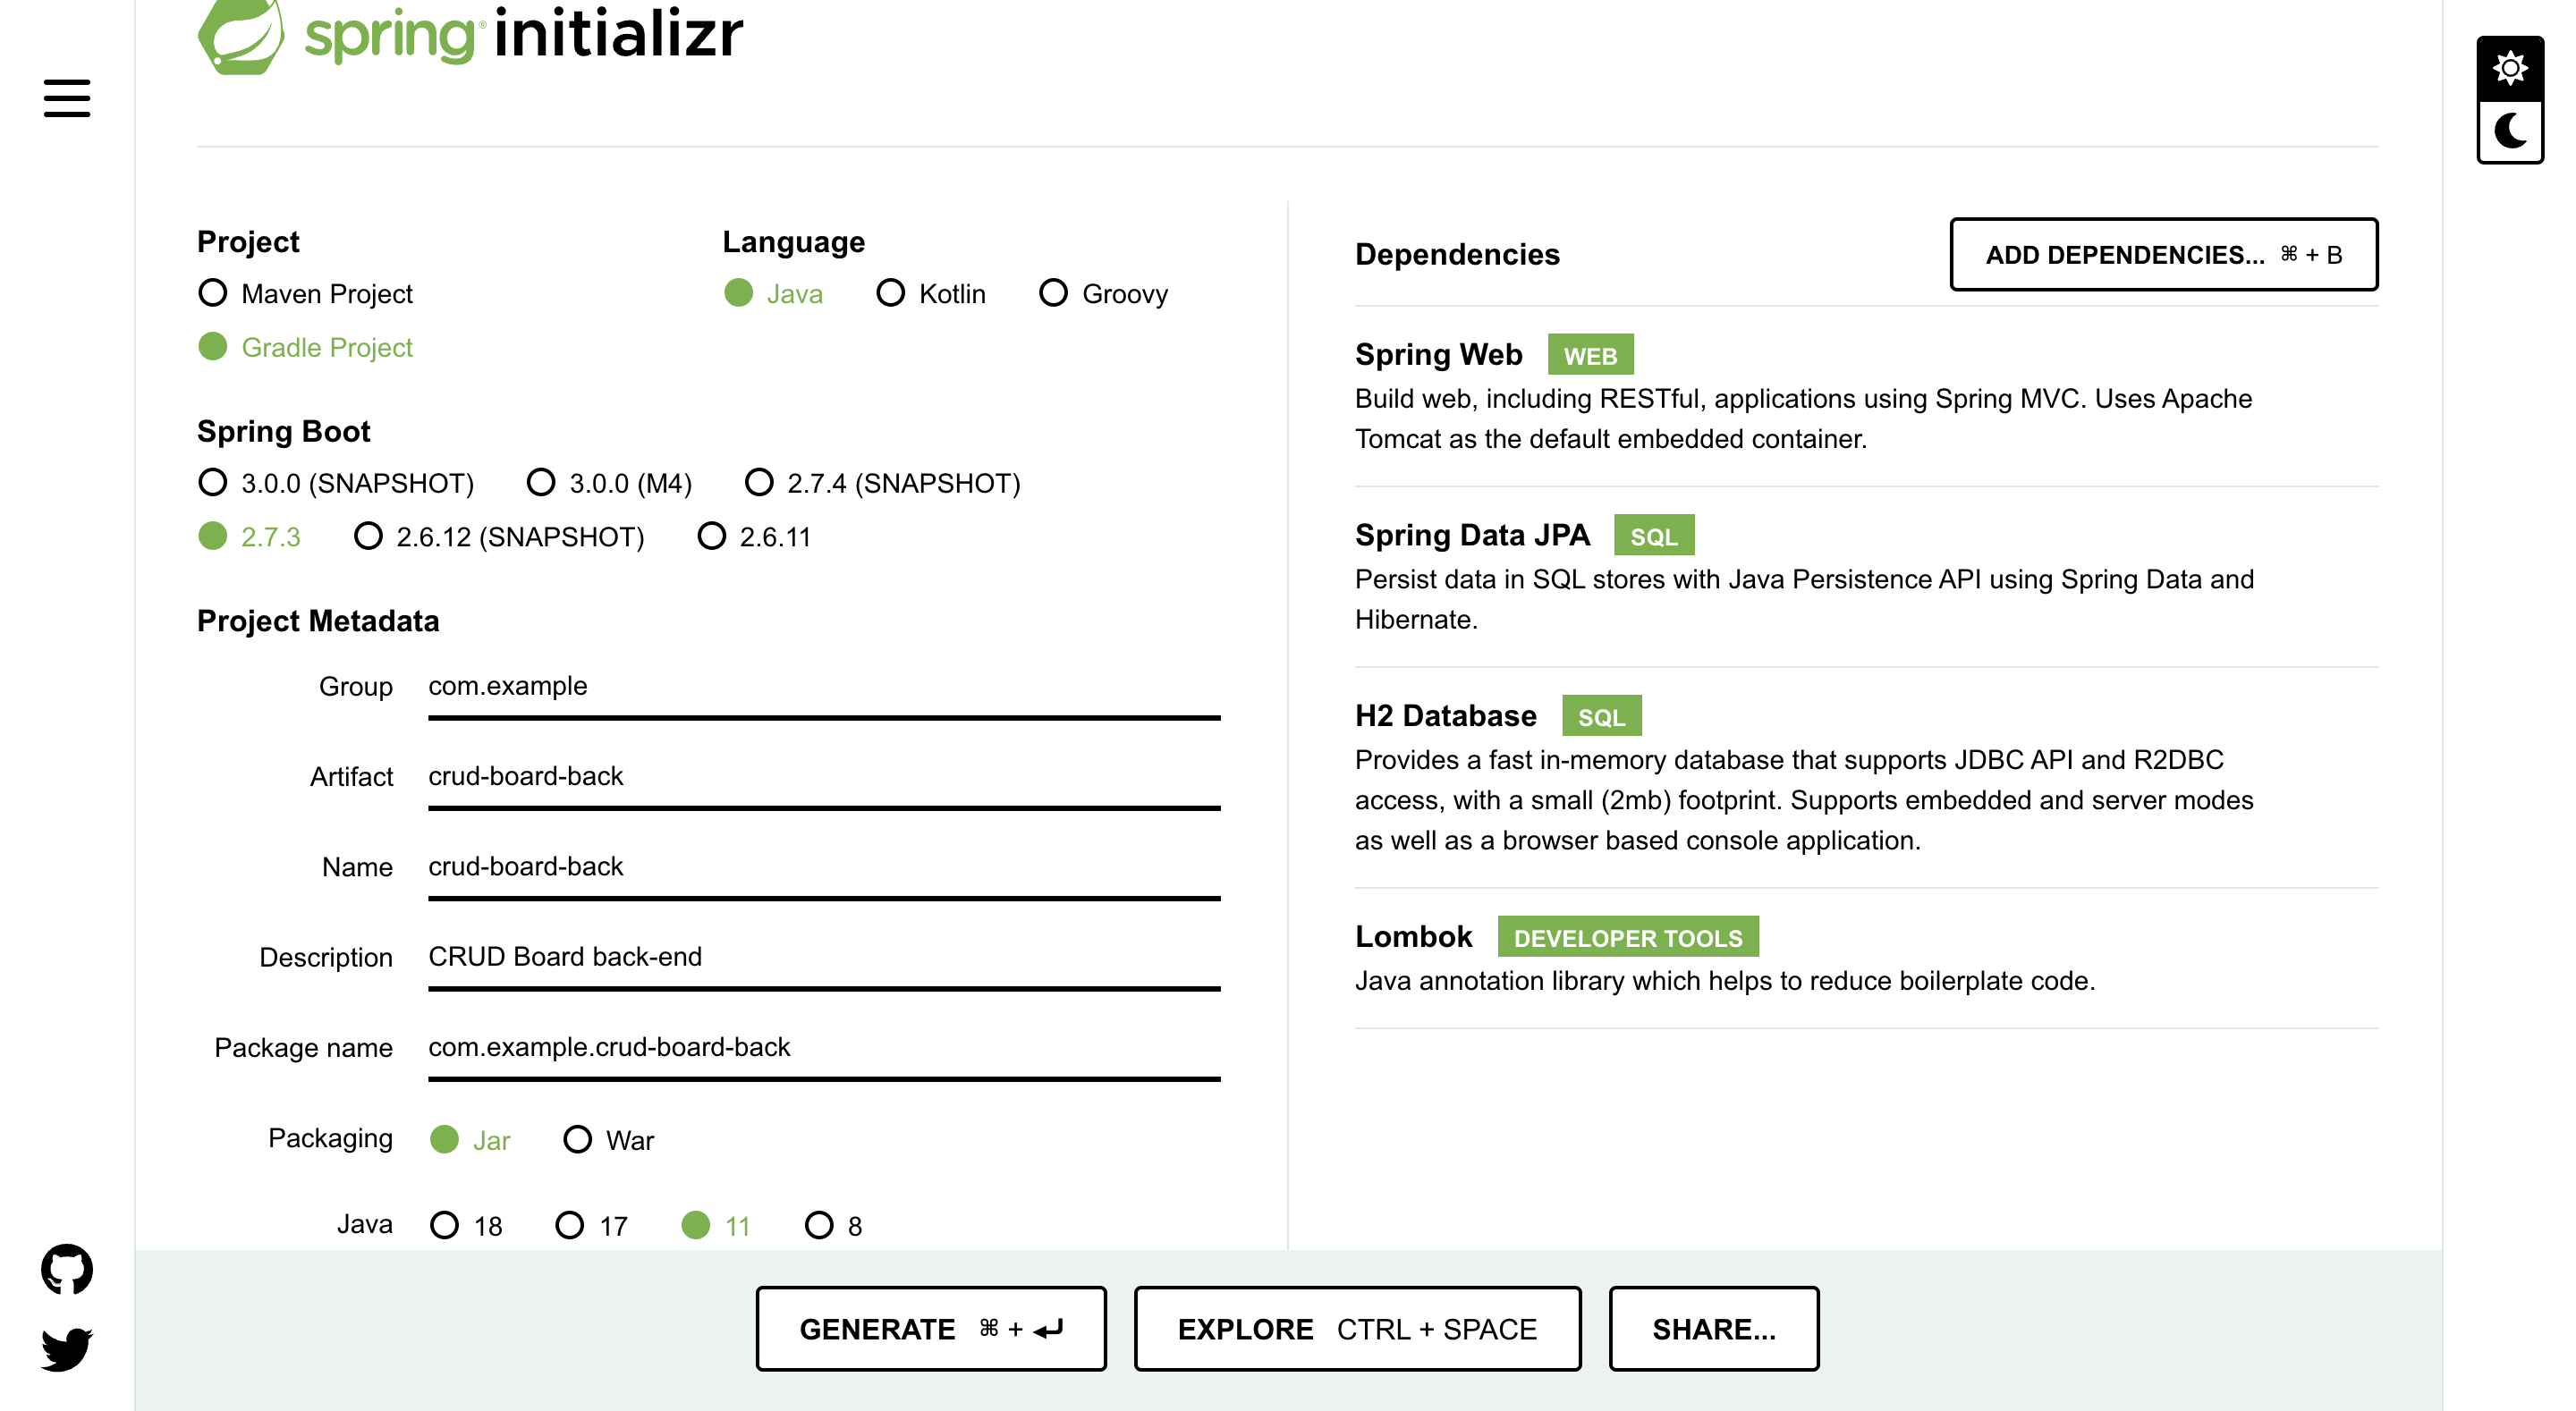 spring initializr
Project
Maven Project
Gradle Project
Language
Java Kotlin Groovy
Spring Boot
3.0.0 (SNAPSHOT) 3.0.0 (M4) 2.7.4 (SNAPSHOT)
2.7.3 2.6.12 (SNAPSHOT) 2.6.11
Project Metadata
Group com.example
Artifact crud-board-back
Name crud-board-back
Description CRUD Board back-end
Package name com.example.crud-board-back
Packaging Jar War
Java 18 17 11 8
Dependencies
ADD DEPENDENCIES... ⌘ + B
Spring Web WEB
Build web, including RESTful, applications using Spring MVC. Uses Apache
Tomcat as the default embedded container.
Spring Data JPA SQL
Persist data in SQL stores with Java Persistence API using Spring Data and
Hibernate.
H2 Database SQL
Provides a fast in-memory database that supports JDBC API and R2DBC
access, with a small (2mb) footprint. Supports embedded and server modes
as well as a browser based console application.
Lombok DEVELOPER TOOLS
Java annotation library which helps to reduce boilerplate code.
GENERATE ⌘ + ↵
EXPLORE CTRL + SPACE
SHARE...